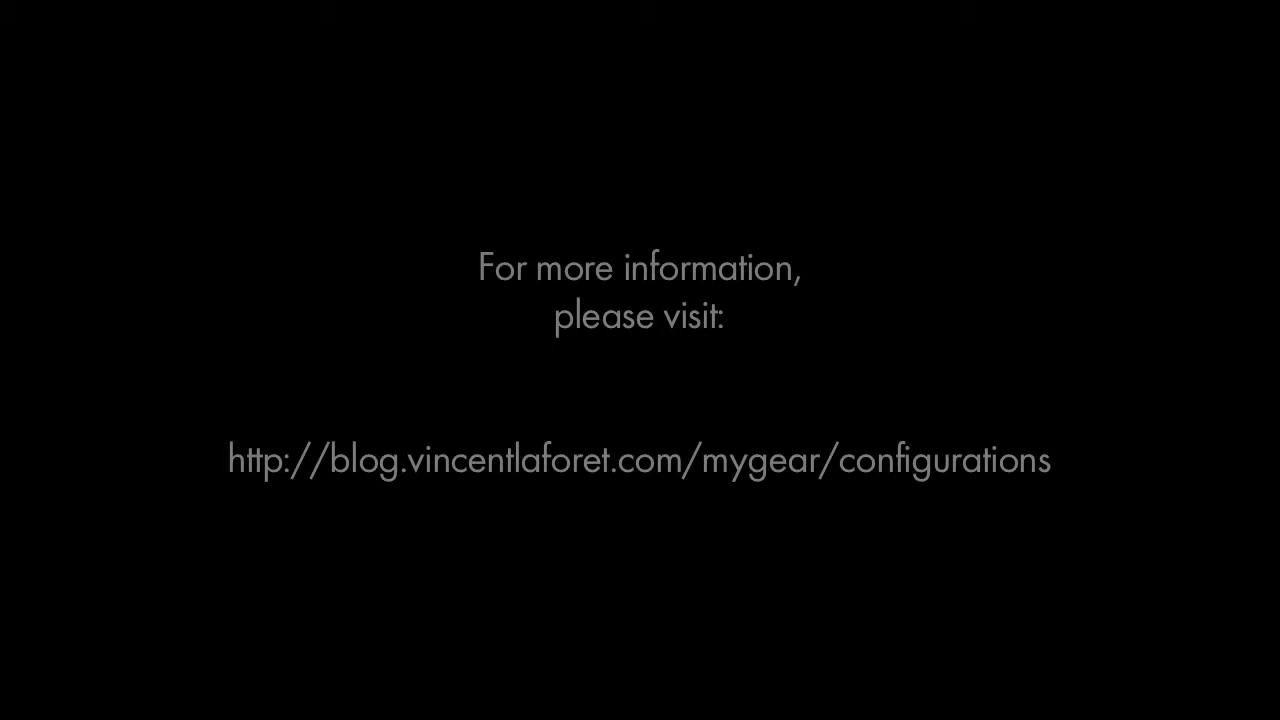 For more information,
please visit:
http://blog.vincentlaforet.com/mygear/configurations